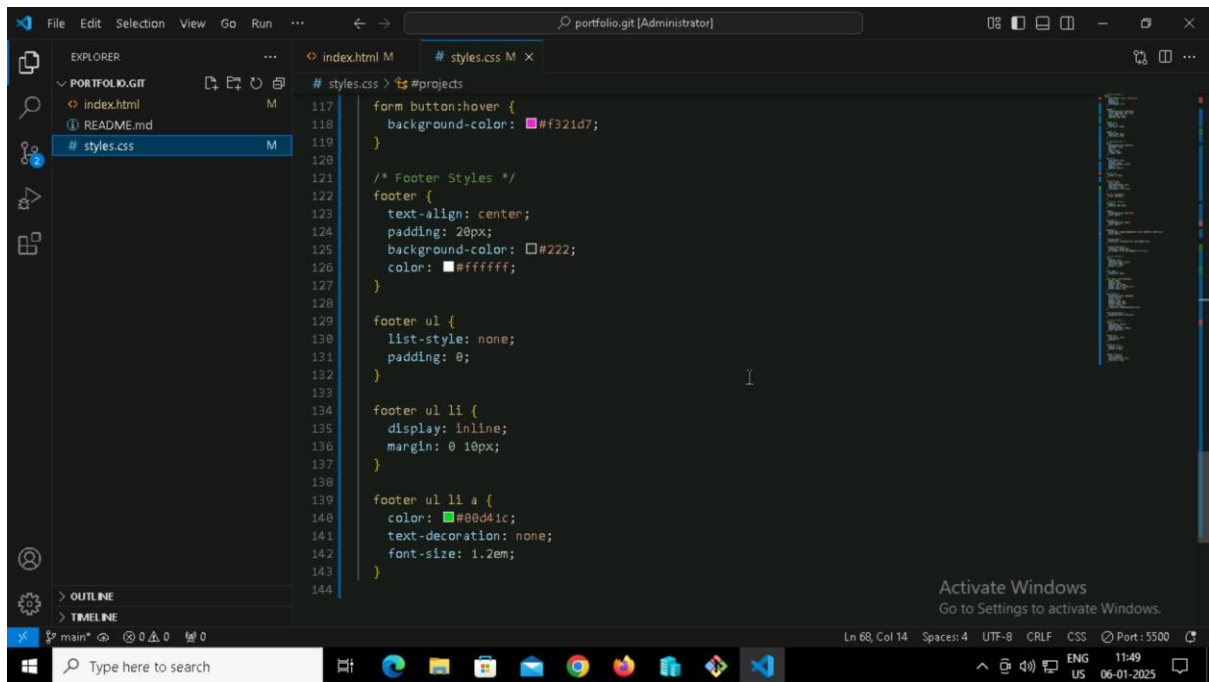 File Edit Selection View Go Run ··· portfolio.git [Administrator]
EXPLORER ···
PORTFOLIO.GIT
index.html M
README.md
styles.css M
OUTLINE
TIMELINE
index.html M # styles.css M
# styles.css > #projects
117 form button:hover {
118 background-color: #f321d7;
119 }
120
121 /* Footer Styles */
122 footer {
123 text-align: center;
124 padding: 20px;
125 background-color: #222;
126 color: #ffffff;
127 }
128
129 footer ul {
130 list-style: none;
131 padding: 0;
132 }
133
134 footer ul li {
135 display: inline;
136 margin: 0 10px;
137 }
138
139 footer ul li a {
140 color: #00d41c;
141 text-decoration: none;
142 font-size: 1.2em;
143 }
144
Activate Windows
Go to Settings to activate Windows.
2
main* 0 0 0 Ln 68, Col 14 Spaces: 4 UTF-8 CRLF CSS Port : 5500
Type here to search
ENG
US
11:49
06-01-2025